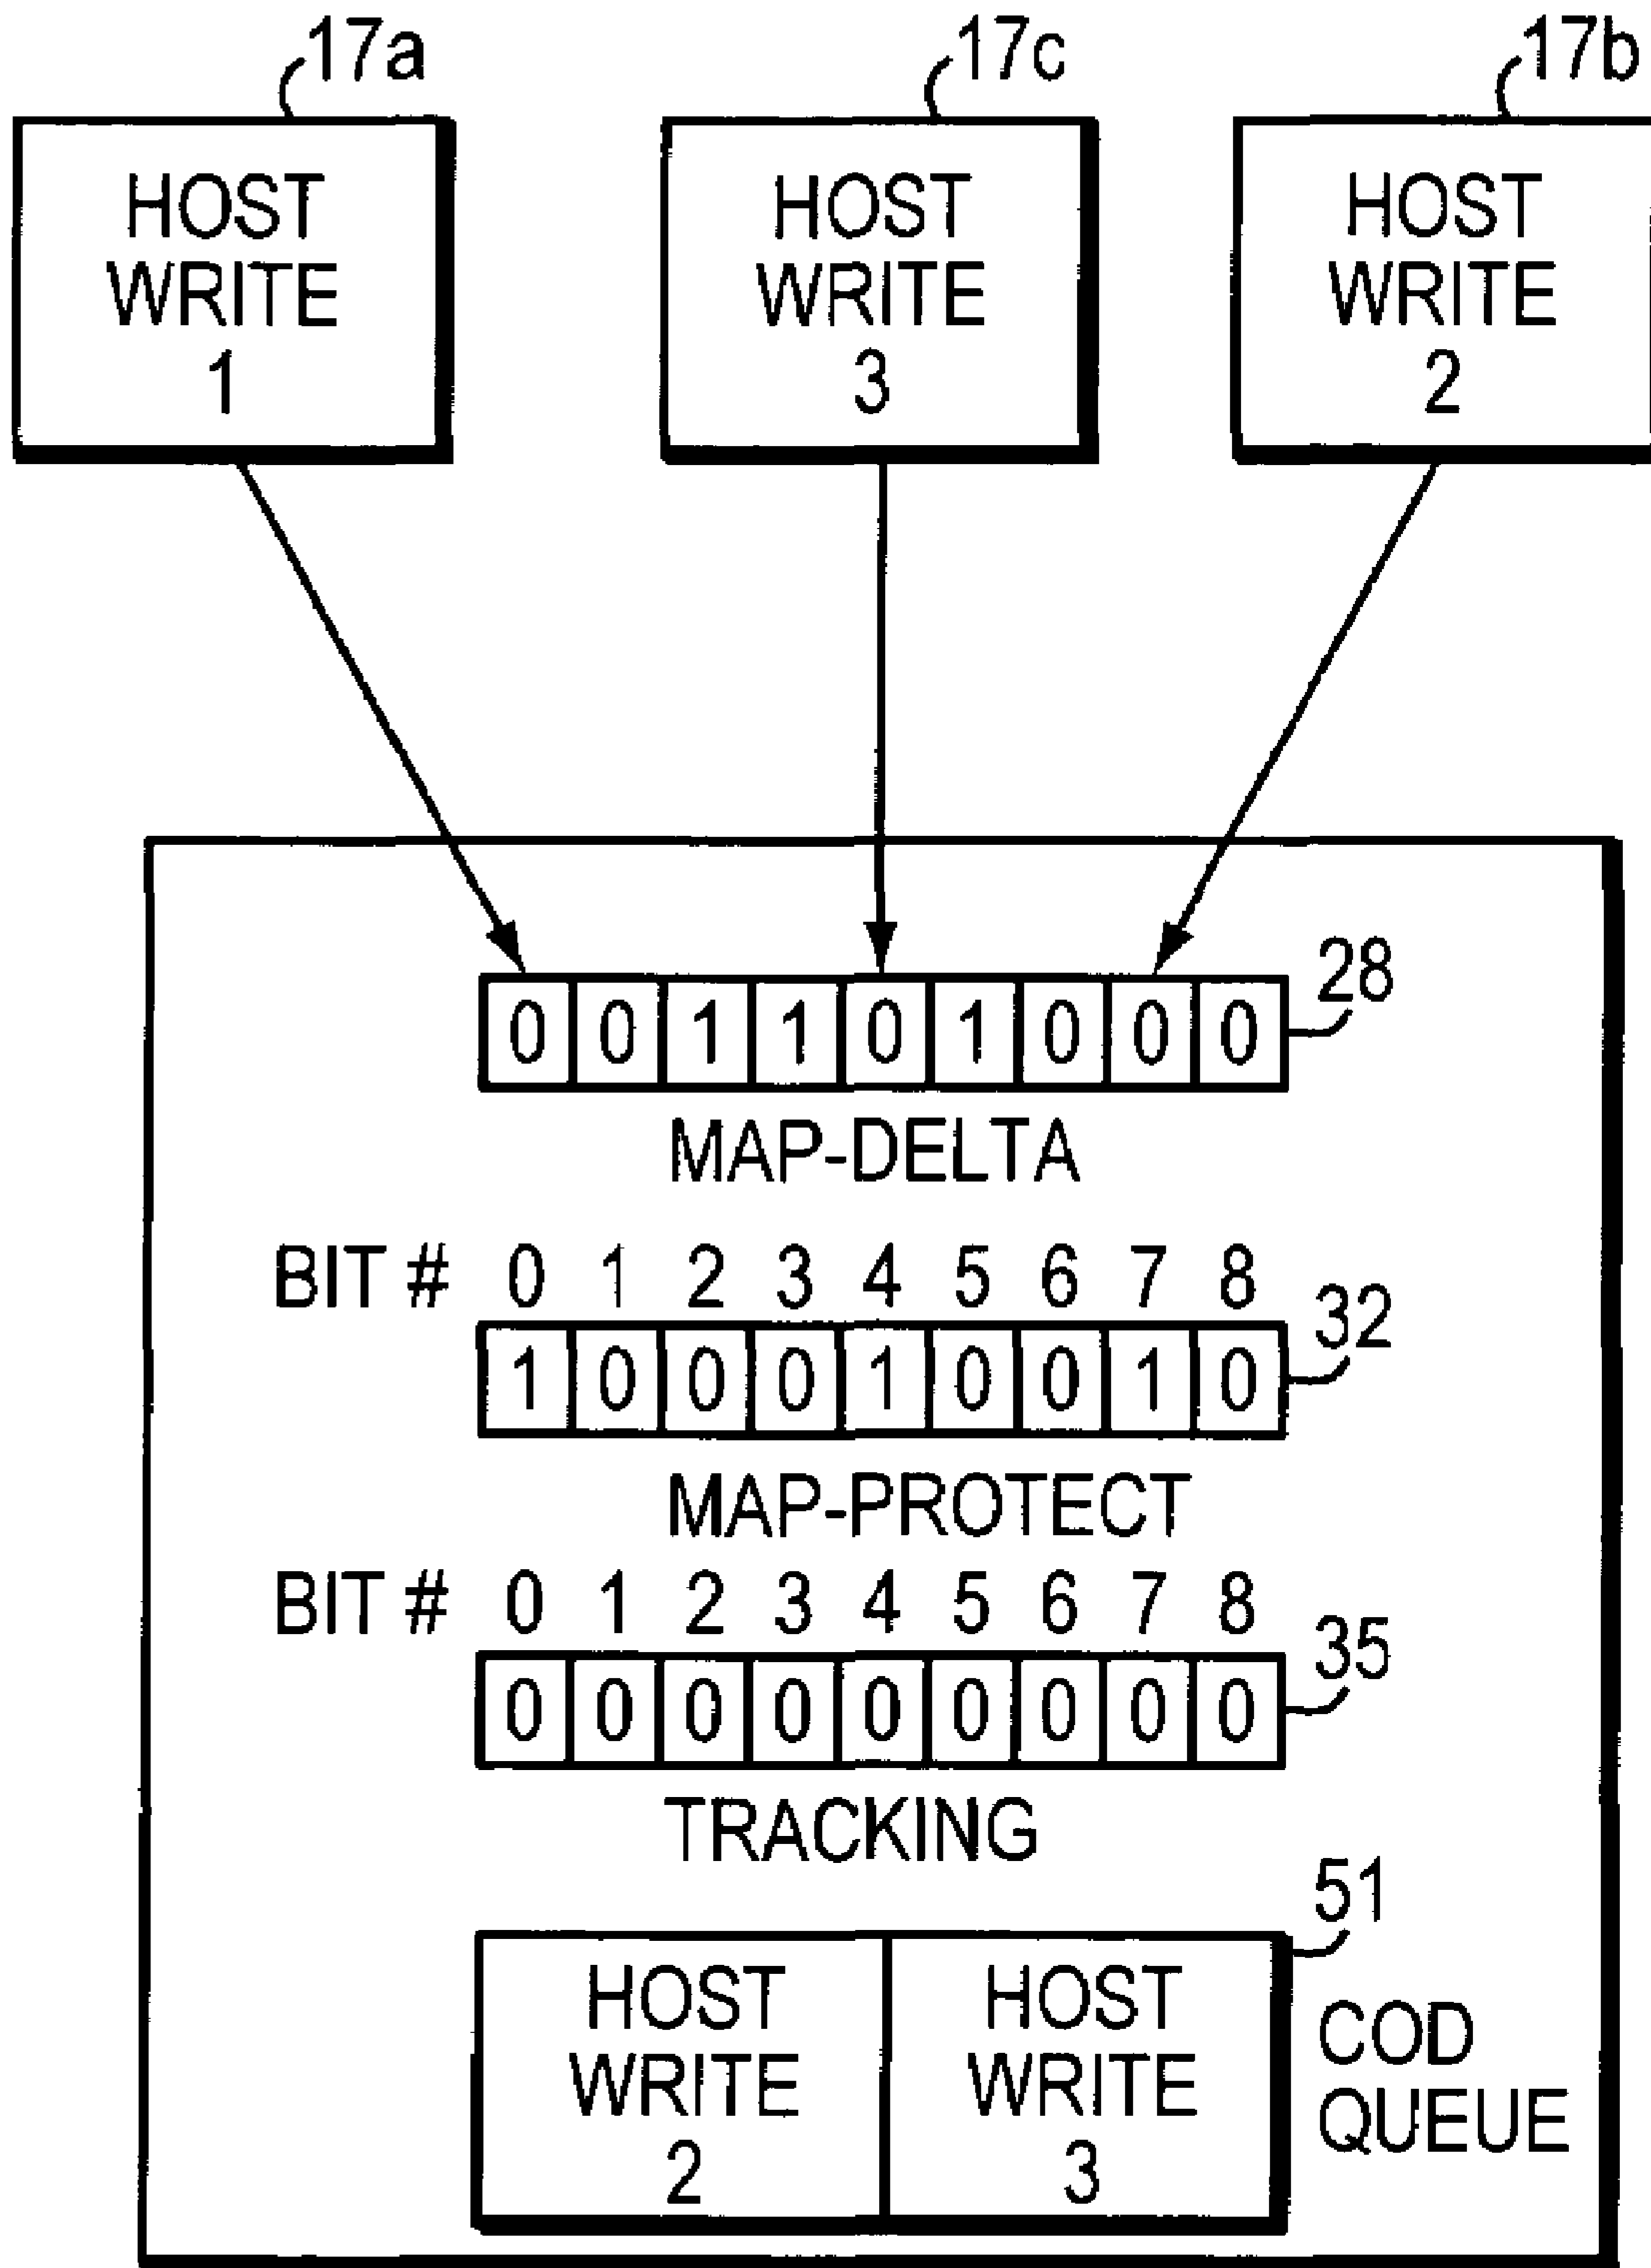 17a 17c 17b
HOST HOST HOST
WRITE WRITE WRITE
1 3 2
28
0 0 1 1 0 1 0 0 0
MAP-DELTA
BIT # 0 1 2 3 4 5 6 7 8
32
1 0 0 0 1 0 0 1 0
MAP-PROTECT
BIT # 0 1 2 3 4 5 6 7 8
35
0 0 0 0 0 0 0 0 0
TRACKING
51
HOST HOST
WRITE WRITE
2 3
COD
QUEUE